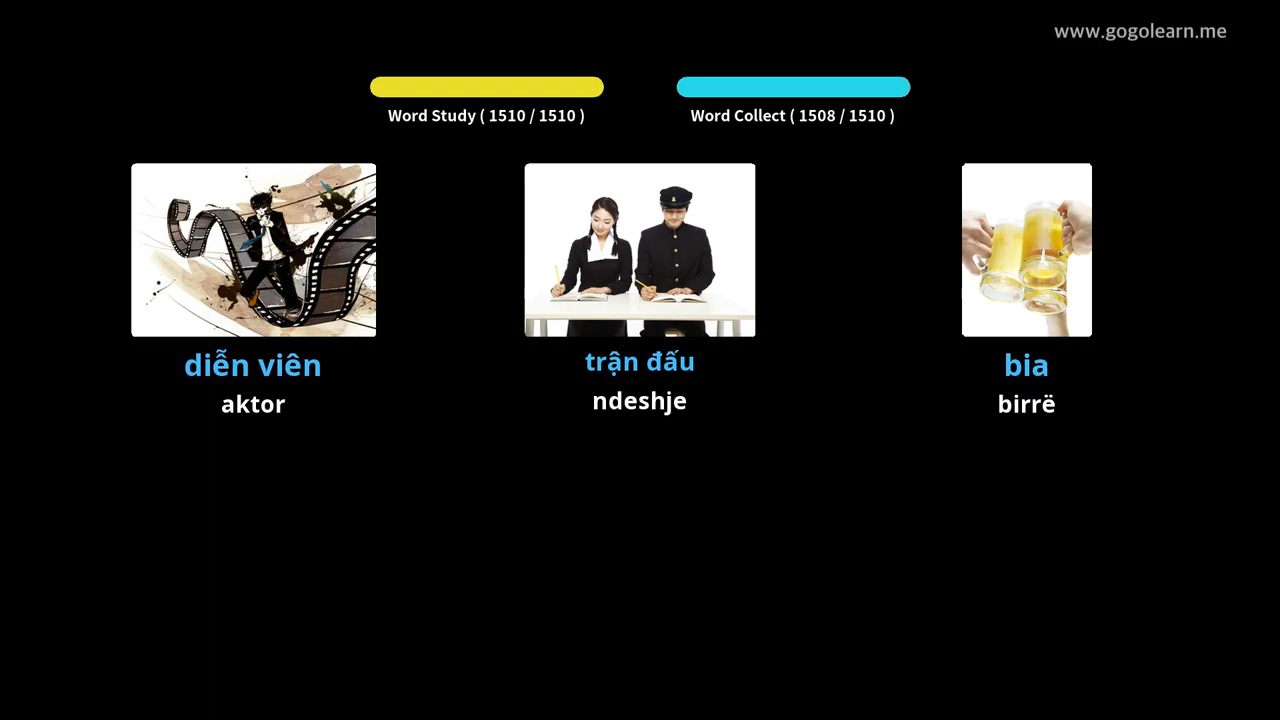 www.gogolearn.me
Word Study ( 1510 / 1510 )
Word Collect ( 1508 / 1510 )
diễn viên
aktor
trận đấu
ndeshje
bia
birrë